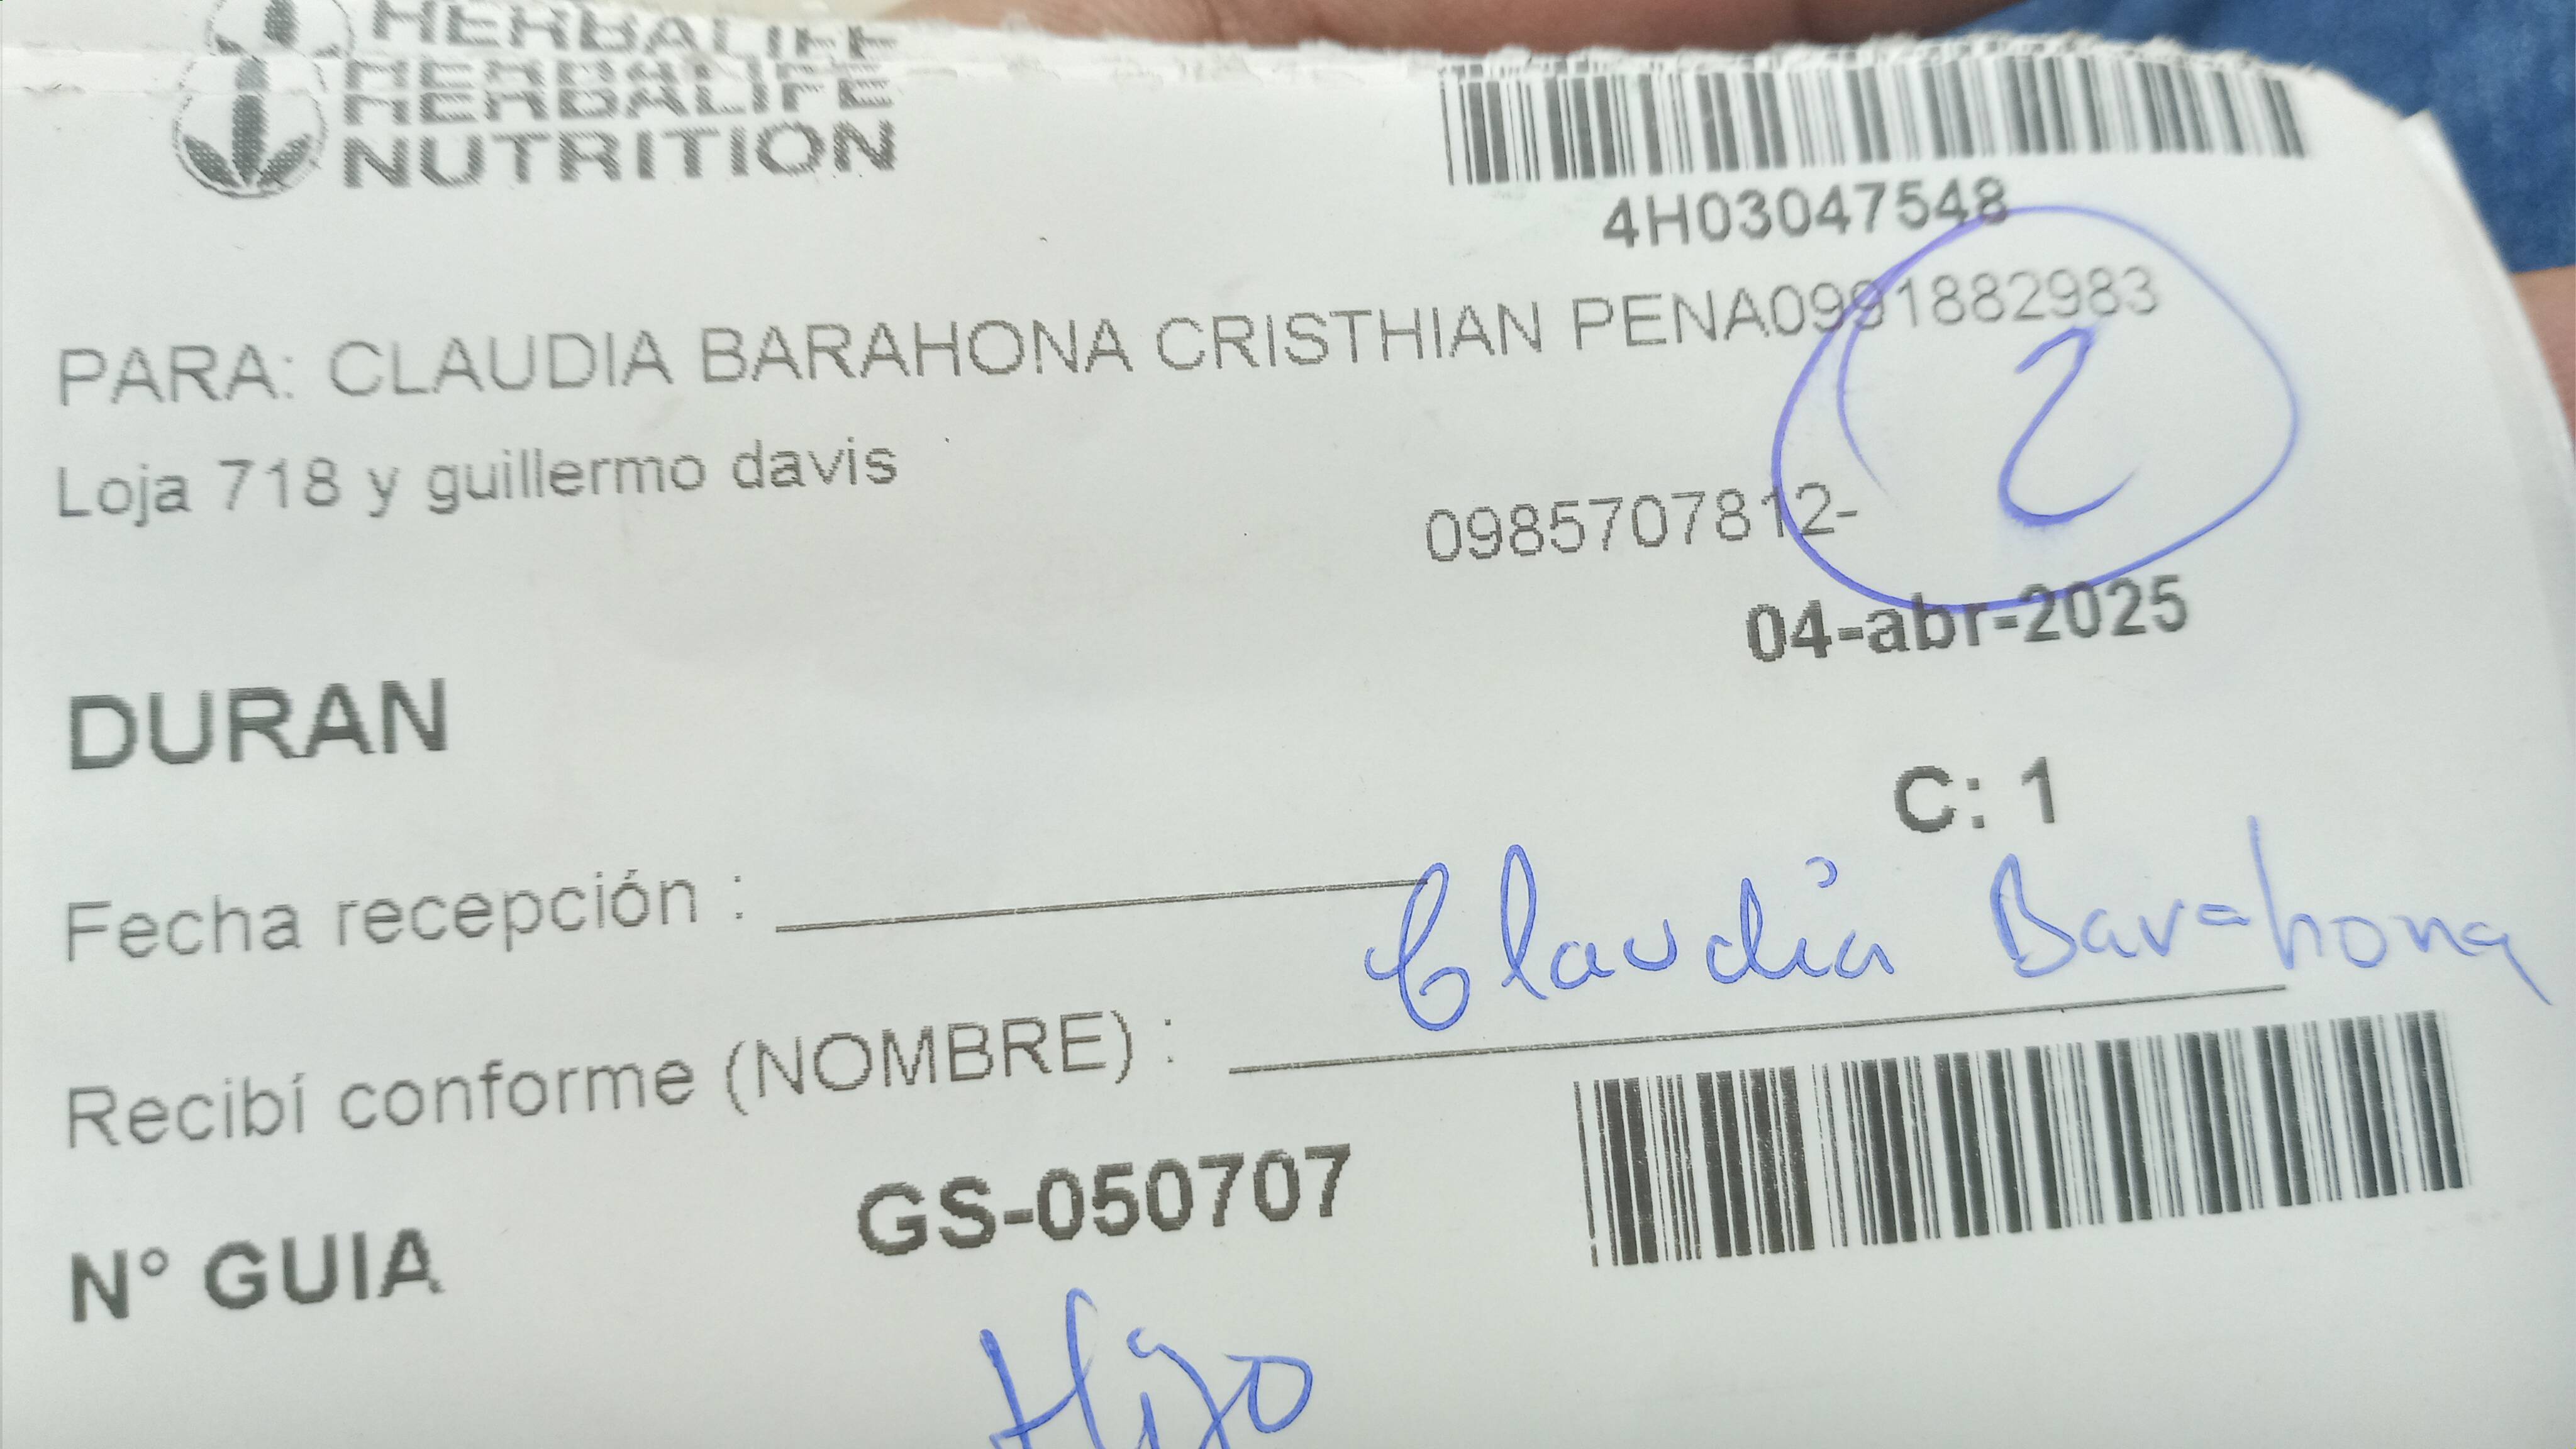 HERBALIFE
HERBALIFE
NUTRITION
4H03047548
PARA: CLAUDIA BARAHONA CRISTHIAN PENA0991882983
2
Loja 718 y guillermo davis
0985707812-
04-abr-2025
DURAN
C: 1
Fecha recepción :
Claudia Barahona
Recibí conforme (NOMBRE) :
N° GUIA GS-050707
Hijo